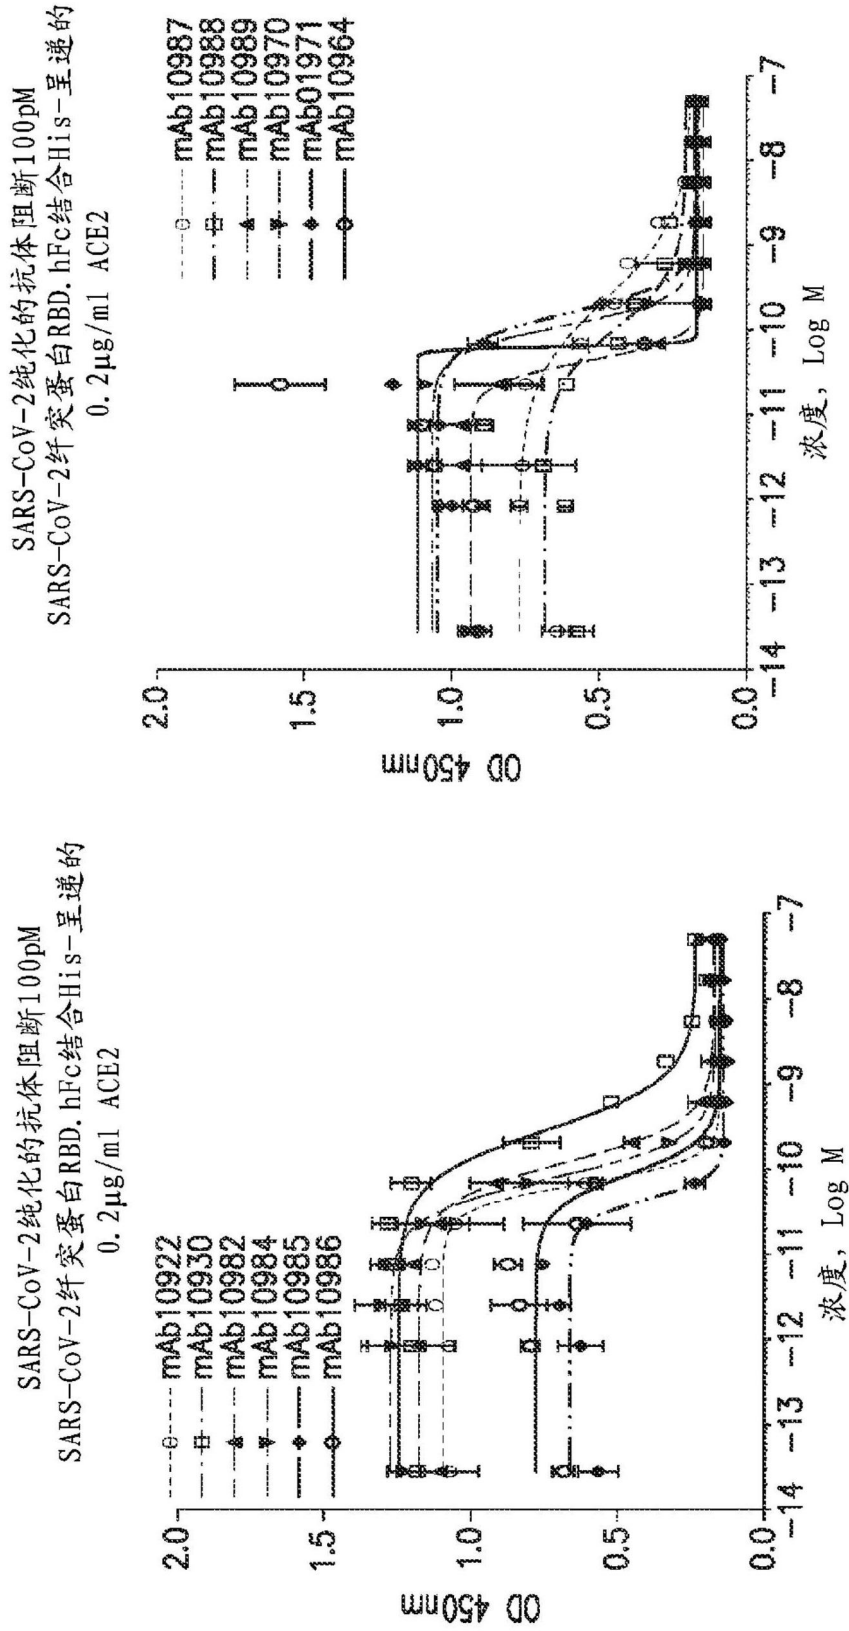 SARS-CoV-2纯化的抗体阻断100pM
SARS-CoV-2纤突蛋白RBD.hFc结合His-呈递的
0.2μg/ml ACE2
mAb10922
mAb10930
mAb10982
mAb10984
mAb10985
mAb10986
OD 450nm
2.0
1.5
1.0
0.5
0.0
-14
-13
-12
-11
-10
-9
-8
-7
浓度, Log M
SARS-CoV-2纯化的抗体阻断100pM
SARS-CoV-2纤突蛋白RBD.hFc结合His-呈递的
0.2μg/ml ACE2
mAb10987
mAb10988
mAb10989
mAb10970
mAb01971
mAb10964
OD 450nm
2.0
1.5
1.0
0.5
0.0
-14
-13
-12
-11
-10
-9
-8
-7
浓度, Log M